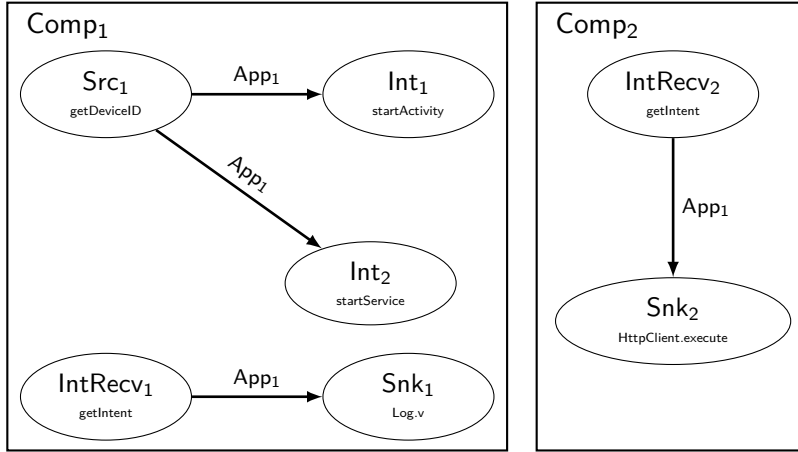 Comp₁
Src₁
getDeviceID
App₁
Int₁
startActivity
App₁
Int₂
startService
IntRecv₁
getIntent
App₁
Snk₁
Log.v
Comp₂
IntRecv₂
getIntent
App₁
Snk₂
HttpClient.execute